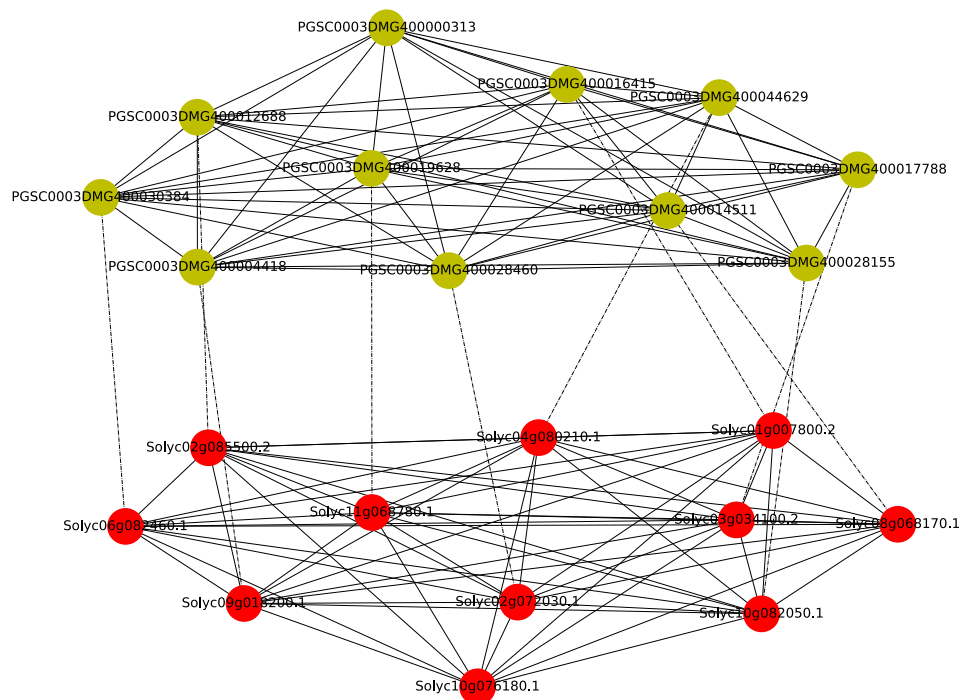 PGSC0003DMG400000313
PGSC0003DMG400016415
PGSC0003DMG400044629
PGSC0003DMG400012688
PGSC0003DMG400019628
PGSC0003DMG400017788
PGSC0003DMG400030384
PGSC0003DMG400014511
PGSC0003DMG400004418
PGSC0003DMG400028460
PGSC0003DMG400028155
Solyc01g007800.2
Solyc04g080210.1
Solyc02g085500.2
Solyc11g068780.1
Solyc03g034100.2
Solyc08g068170.1
Solyc06g082460.1
Solyc09g018200.1
Solyc02g072030.1
Solyc10g082050.1
Solyc10g076180.1